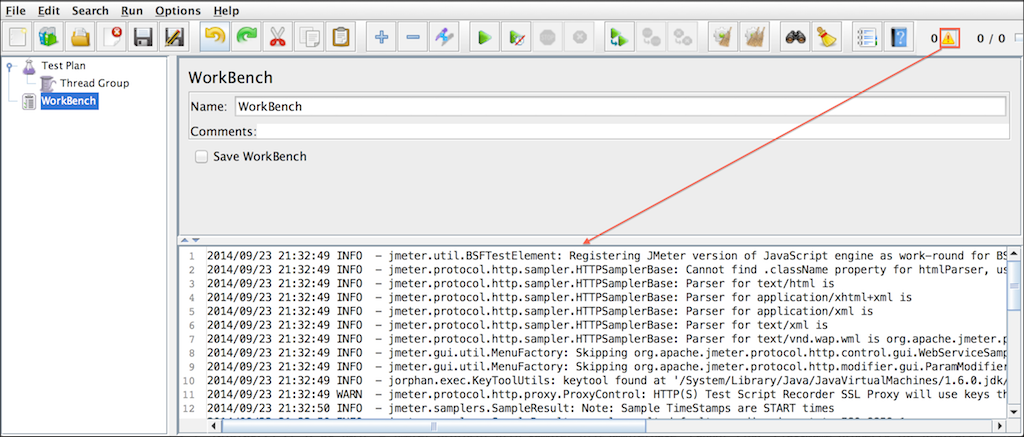 File Edit Search Run Options Help
0 0 / 0
Test Plan
Thread Group
WorkBench
WorkBench
Name: WorkBench
Comments:
Save WorkBench
1 2014/09/23 21:32:49 INFO - jmeter.util.BSFTestElement: Registering JMeter version of JavaScript engine as work-round for BS
2 2014/09/23 21:32:49 INFO - jmeter.protocol.http.sampler.HTTPSamplerBase: Cannot find .className property for htmlParser, us
3 2014/09/23 21:32:49 INFO - jmeter.protocol.http.sampler.HTTPSamplerBase: Parser for text/html is
4 2014/09/23 21:32:49 INFO - jmeter.protocol.http.sampler.HTTPSamplerBase: Parser for application/xhtml+xml is
5 2014/09/23 21:32:49 INFO - jmeter.protocol.http.sampler.HTTPSamplerBase: Parser for application/xml is
6 2014/09/23 21:32:49 INFO - jmeter.protocol.http.sampler.HTTPSamplerBase: Parser for text/xml is
7 2014/09/23 21:32:49 INFO - jmeter.protocol.http.sampler.HTTPSamplerBase: Parser for text/vnd.wap.wml is org.apache.jmeter.p
8 2014/09/23 21:32:49 INFO - jmeter.gui.util.MenuFactory: Skipping org.apache.jmeter.protocol.http.control.gui.WebServiceSamp
9 2014/09/23 21:32:49 INFO - jmeter.gui.util.MenuFactory: Skipping org.apache.jmeter.protocol.http.modifier.gui.ParamModifier
10 2014/09/23 21:32:49 INFO - jorphan.exec.KeyToolUtils: keytool found at '/System/Library/Java/JavaVirtualMachines/1.6.0.jdk/
11 2014/09/23 21:32:49 WARN - jmeter.protocol.http.proxy.ProxyControl: HTTP(S) Test Script Recorder SSL Proxy will use keys th
12 2014/09/23 21:32:50 INFO - jmeter.samplers.SampleResult: Note: Sample TimeStamps are START times